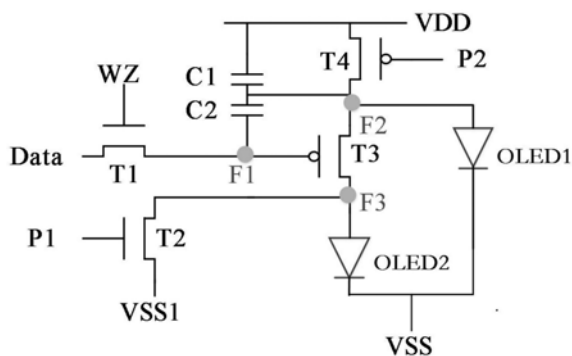 VDD
T4
P2
C1
WZ
C2
F2
Data
T1
F1
T3
OLED1
F3
P1
T2
OLED2
VSS1
VSS